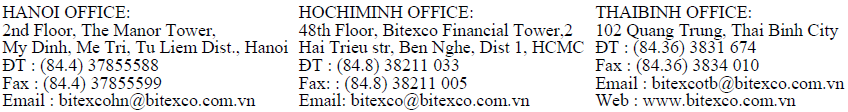 HANOI OFFICE:
2nd Floor, The Manor Tower,
My Dinh, Me Tri, Tu Liem Dist., Hanoi
ĐT : (84.4) 37855588
Fax : (84.4) 37855599
Email : bitexcohn@bitexco.com.vn
HOCHIMINH OFFICE:
48th Floor, Bitexco Financial Tower,2
Hai Trieu str, Ben Nghe, Dist 1, HCMC
ĐT : (84.8) 38211 033
Fax: : (84.8) 38211 005
Email: bitexco@bitexco.com.vn
THAIBINH OFFICE:
102 Quang Trung, Thai Binh City
ĐT : (84.36) 3831 674
Fax : (84.36) 3834 010
Email : bitexcotb@bitexco.com.vn
Web : www.bitexco.com.vn